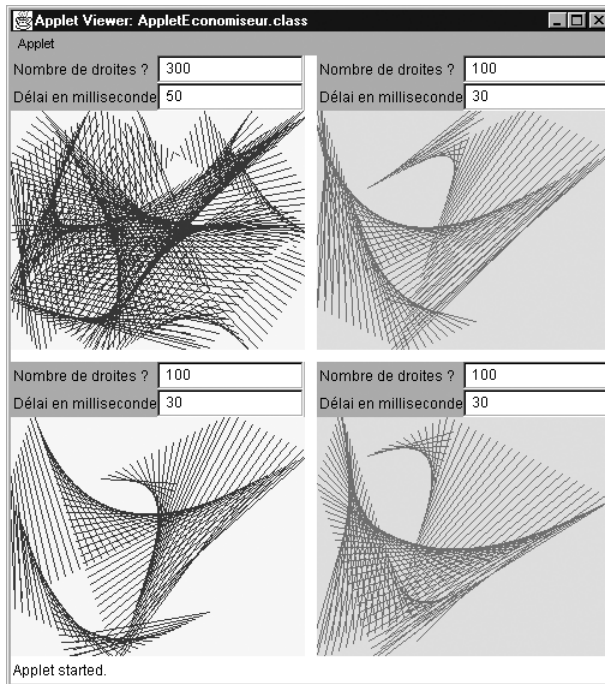 Applet Viewer: AppletEconomiseur.class
Applet
Nombre de droites ? 300
Délai en milliseconde 50
Nombre de droites ? 100
Délai en milliseconde 30
Nombre de droites ? 100
Délai en milliseconde 30
Nombre de droites ? 100
Délai en milliseconde 30
Applet started.